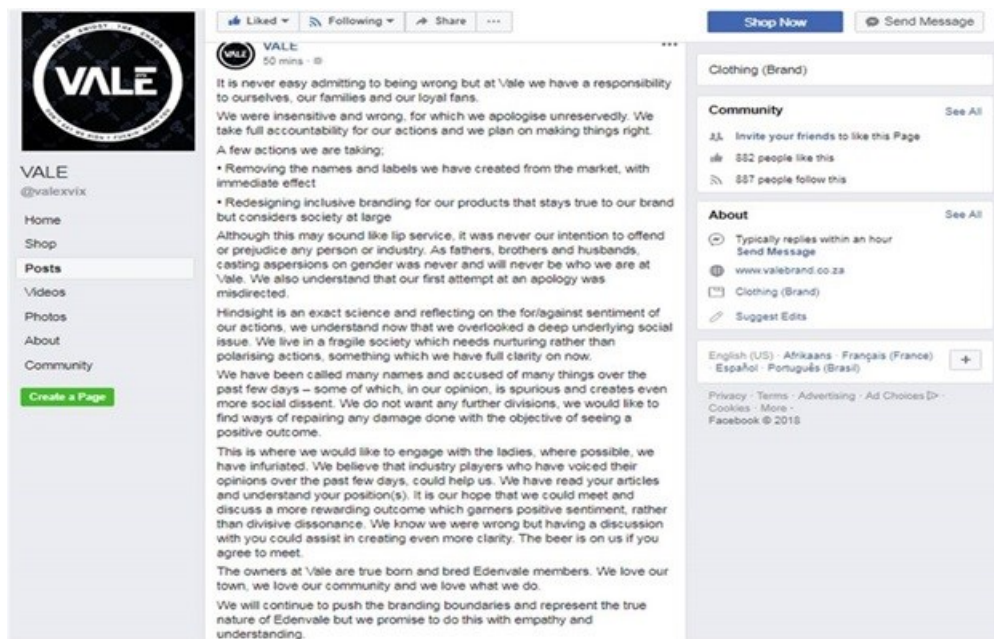 CALM AMIDST THE CHAOS
VALE
VALE
@valexvix
Home
Shop
Posts
Videos
Photos
About
Community
Create a Page
Liked
Following
Share
Shop Now
Send Message
VALE
50 mins ·
It is never easy admitting to being wrong but at Vale we have a responsibility
to ourselves, our families and our loyal fans.
We were insensitive and wrong, for which we apologise unreservedly. We
take full accountability for our actions and we plan on making things right.
A few actions we are taking;
• Removing the names and labels we have created from the market, with
immediate effect
• Redesigning inclusive branding for our products that stays true to our brand
but considers society at large
Although this may sound like lip service, it was never our intention to offend
or prejudice any person or industry. As fathers, brothers and husbands,
casting aspersions on gender was never and will never be who we are at
Vale. We also understand that our first attempt at an apology was
misdirected.
Hindsight is an exact science and reflecting on the for/against sentiment of
our actions, we understand now that we overlooked a deep underlying social
issue. We live in a fragile society which needs nurturing rather than
polarising actions, something which we have full clarity on now.
We have been called many names and accused of many things over the
past few days – some of which, in our opinion, is spurious and creates even
more social dissent. We do not want any further divisions, we would like to
find ways of repairing any damage done with the objective of seeing a
positive outcome.
This is where we would like to engage with the ladies, where possible, we
have infuriated. We believe that industry players who have voiced their
opinions over the past few days, could help us. We have read your articles
and understand your position(s). It is our hope that we could meet and
discuss a more rewarding outcome which garners positive sentiment, rather
than divisive dissonance. We know we were wrong but having a discussion
with you could assist in creating even more clarity. The beer is on us if you
agree to meet.
The owners at Vale are true born and bred Edenvale members. We love our
town, we love our community and we love what we do.
We will continue to push the branding boundaries and represent the true
nature of Edenvale but we promise to do this with empathy and
understanding.
Clothing (Brand)
Community
See All
Invite your friends to like this Page
882 people like this
887 people follow this
About
See All
Typically replies within an hour
Send Message
www.valebrand.co.za
Clothing (Brand)
Suggest Edits
English (US) · Afrikaans · Français (France)
· Español · Português (Brasil)
Privacy · Terms · Advertising · Ad Choices ·
Cookies · More ·
Facebook © 2018